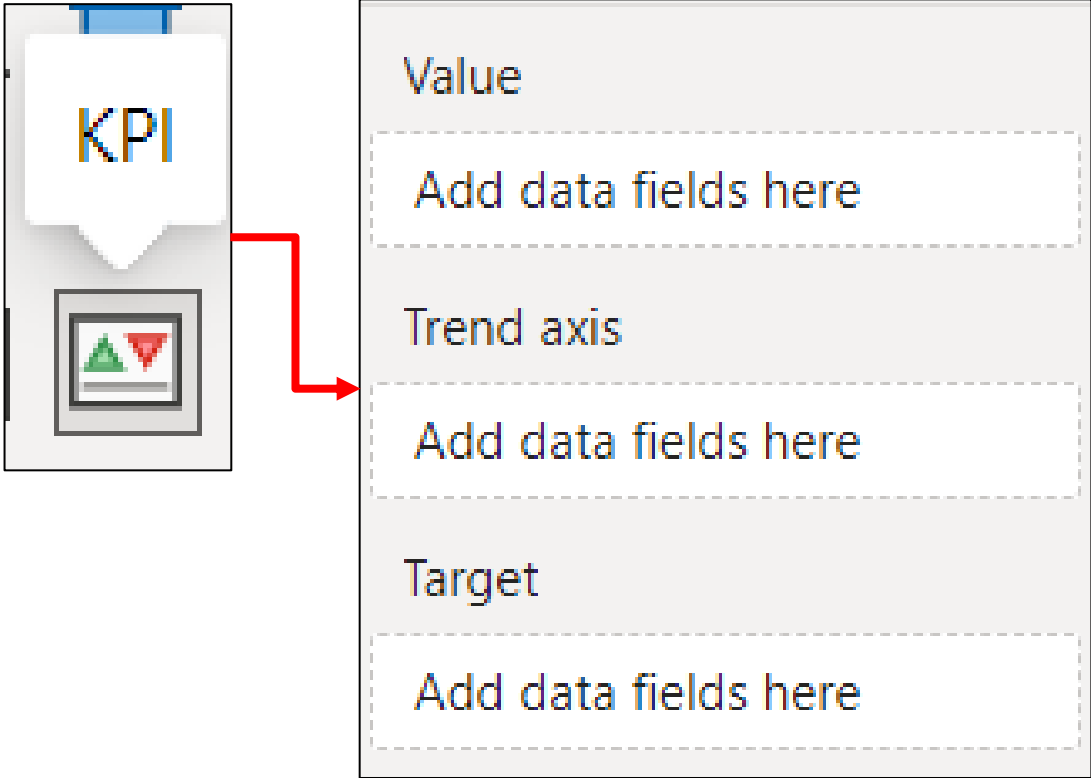 KPI
Value
Add data fields here
Trend axis
Add data fields here
Target
Add data fields here